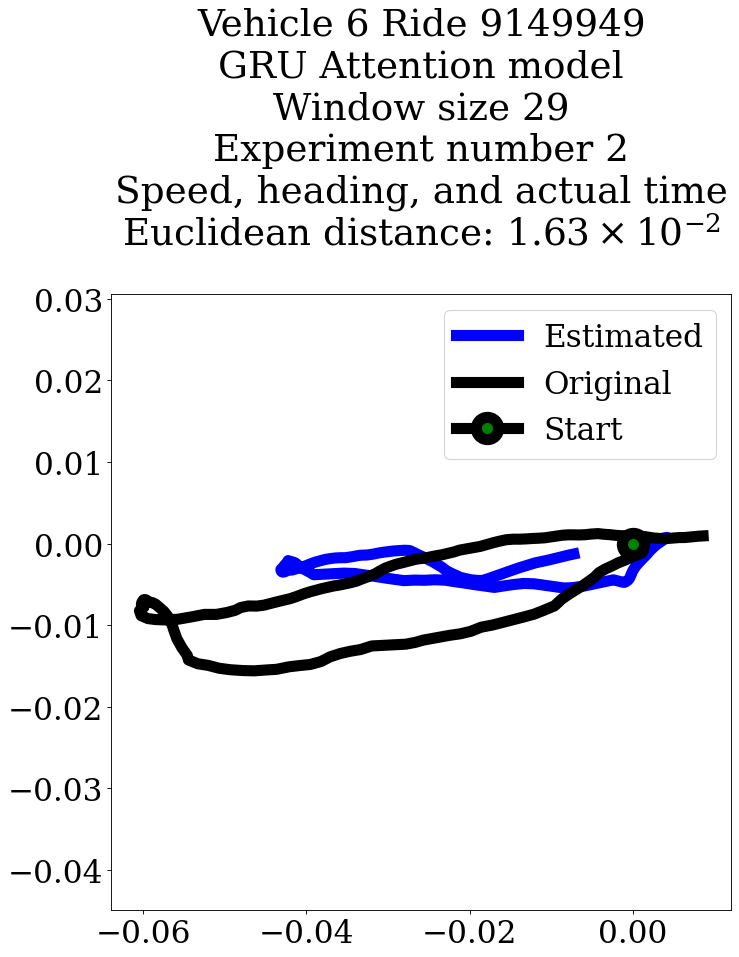 Vehicle 6 Ride 9149949
GRU Attention model
Window size 29
Experiment number 2
Speed, heading, and actual time
Euclidean distance: 1.63 × 10⁻²
0.03
0.02
0.01
0.00
−0.01
−0.02
−0.03
−0.04
Estimated
Original
Start
−0.06 −0.04 −0.02 0.00